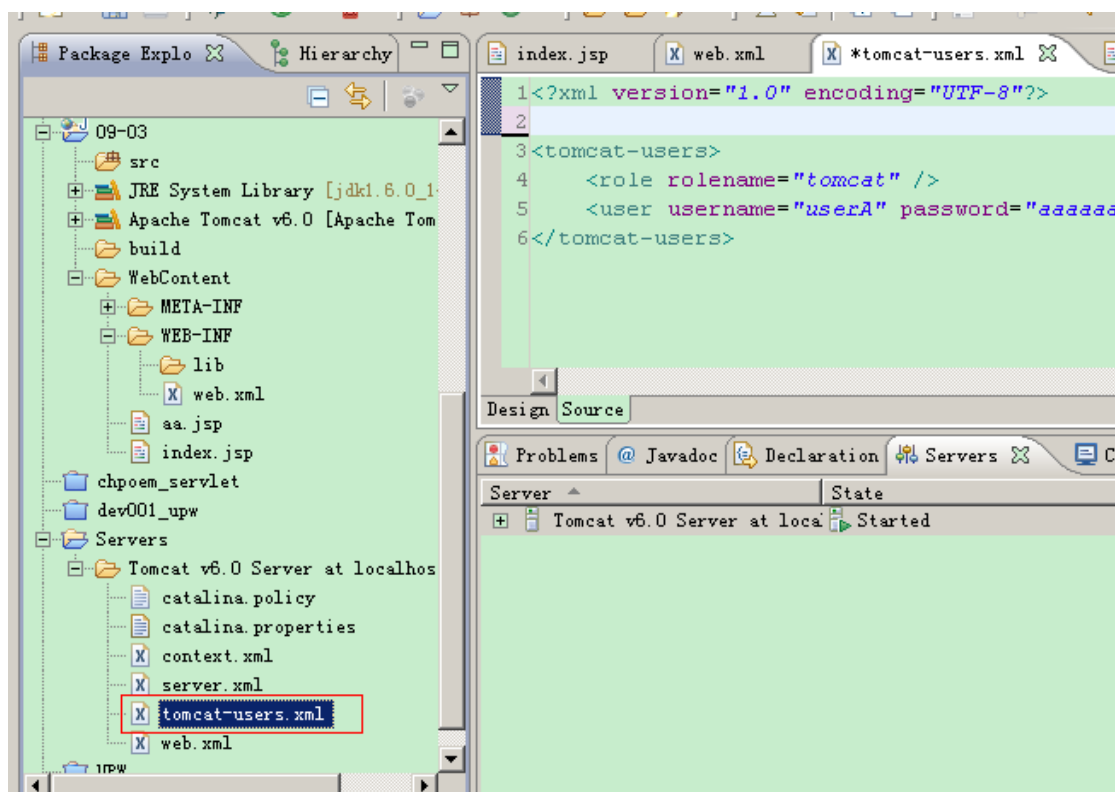 Package Explo
Hierarchy
09-03
src
JRE System Library [jdk1.6.0_1
Apache Tomcat v6.0 [Apache Tom
build
WebContent
META-INF
WEB-INF
lib
web.xml
aa.jsp
index.jsp
chpoem_servlet
dev001_upw
Servers
Tomcat v6.0 Server at localhos
catalina.policy
catalina.properties
context.xml
server.xml
tomcat-users.xml
web.xml
UPW
index.jsp
web.xml
*tomcat-users.xml
1<?xml version="1.0" encoding="UTF-8"?>
2
3<tomcat-users>
4    <role rolename="tomcat" />
5    <user username="userA" password="aaaaaa
6</tomcat-users>
Design Source
Problems @ Javadoc Declaration Servers C
Server State
Tomcat v6.0 Server at loca Started